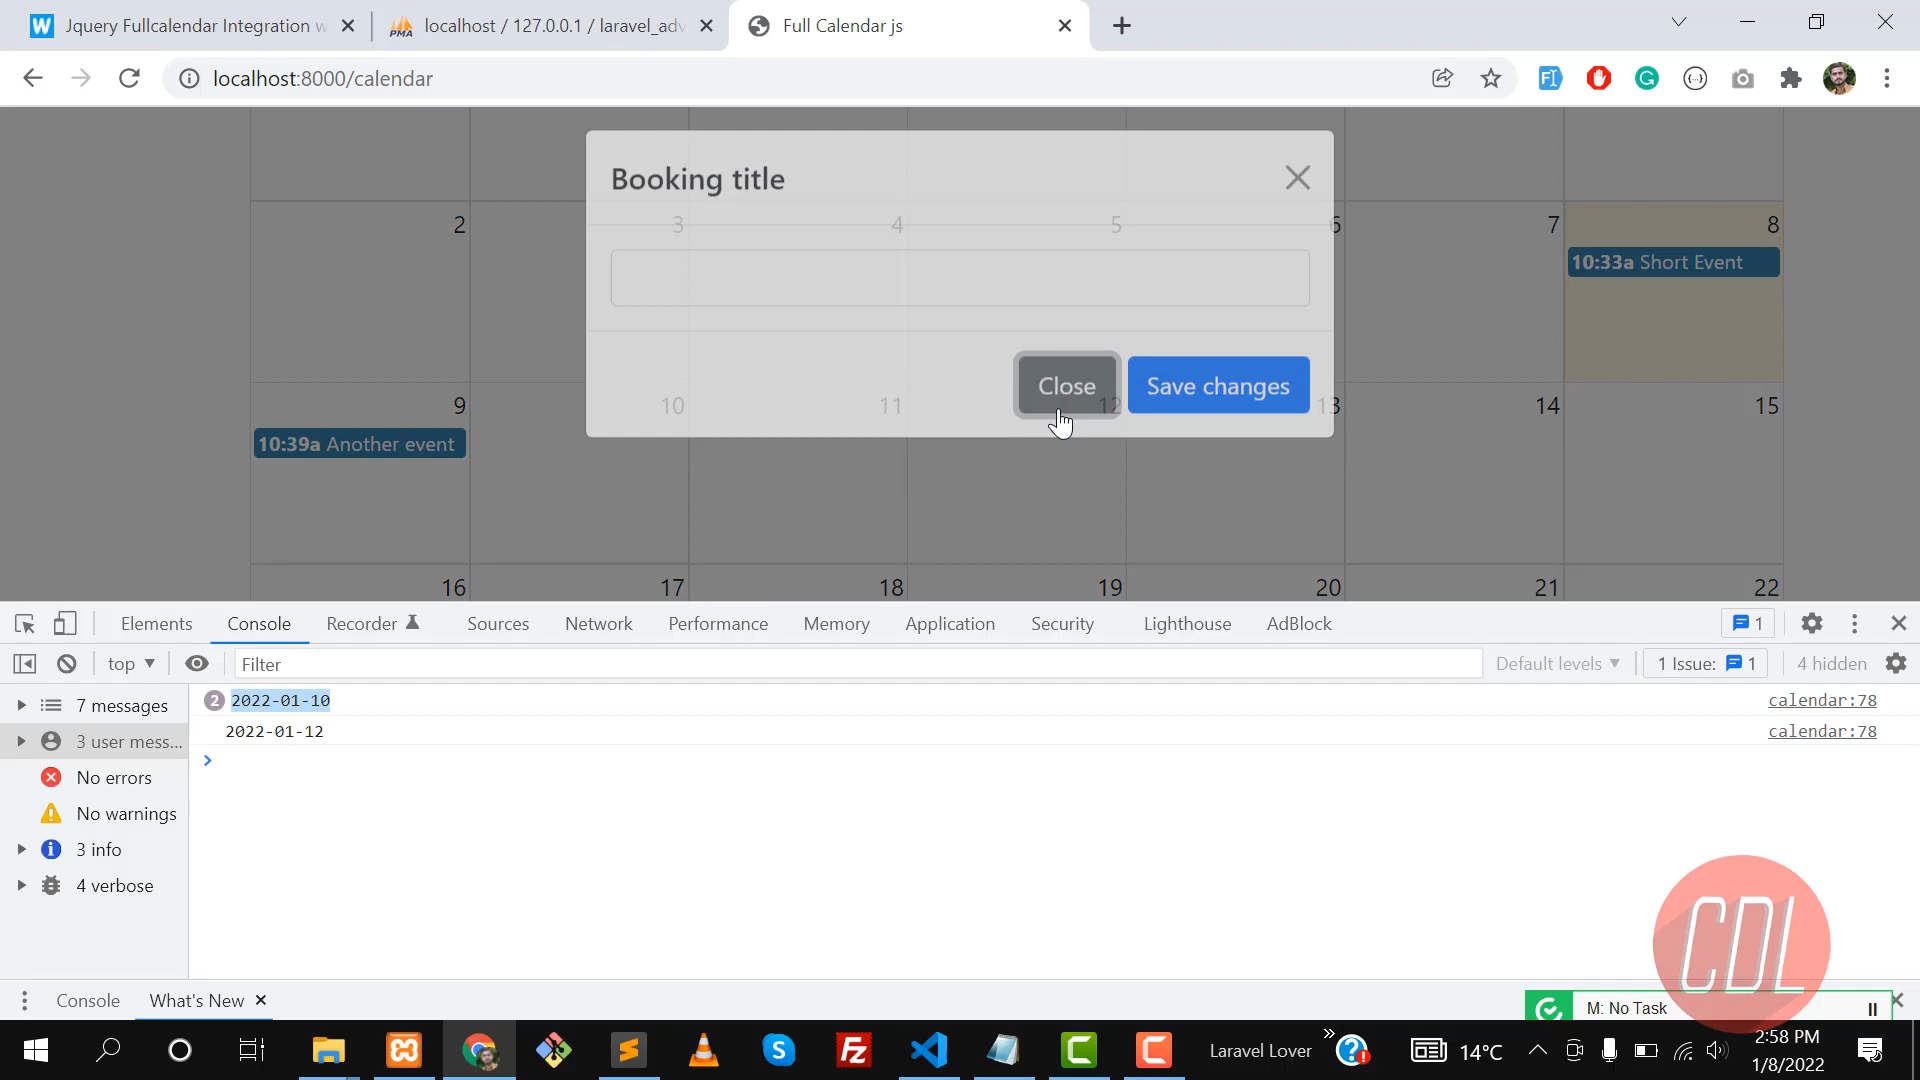 Jquery Fullcalendar Integration w
localhost / 127.0.0.1 / laravel_adv
Full Calendar js
localhost:8000/calendar
Booking title
Close
Save changes
2 3 4 5 6 7 8
10:33a Short Event
9 10 11 12 13 14 15
10:39a Another event
16 17 18 19 20 21 22
Elements Console Recorder Sources Network Performance Memory Application Security Lighthouse AdBlock 1
top Filter Default levels 1 Issue: 1 4 hidden
7 messages
3 user mess...
No errors
No warnings
3 info
4 verbose
2 2022-01-10 calendar:78
2022-01-12 calendar:78
Console What's New
M: No Task
CDL
Laravel Lover
14°C
2:58 PM
1/8/2022